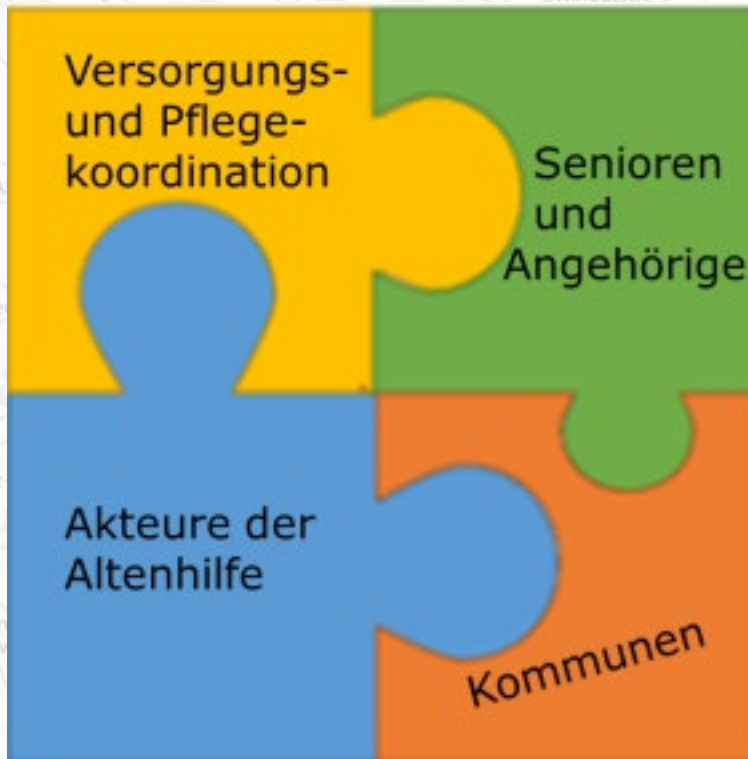 Versorgungs-
und Pflege-
koordination
Senioren
und
Angehörige
Akteure der
Altenhilfe
Kommunen